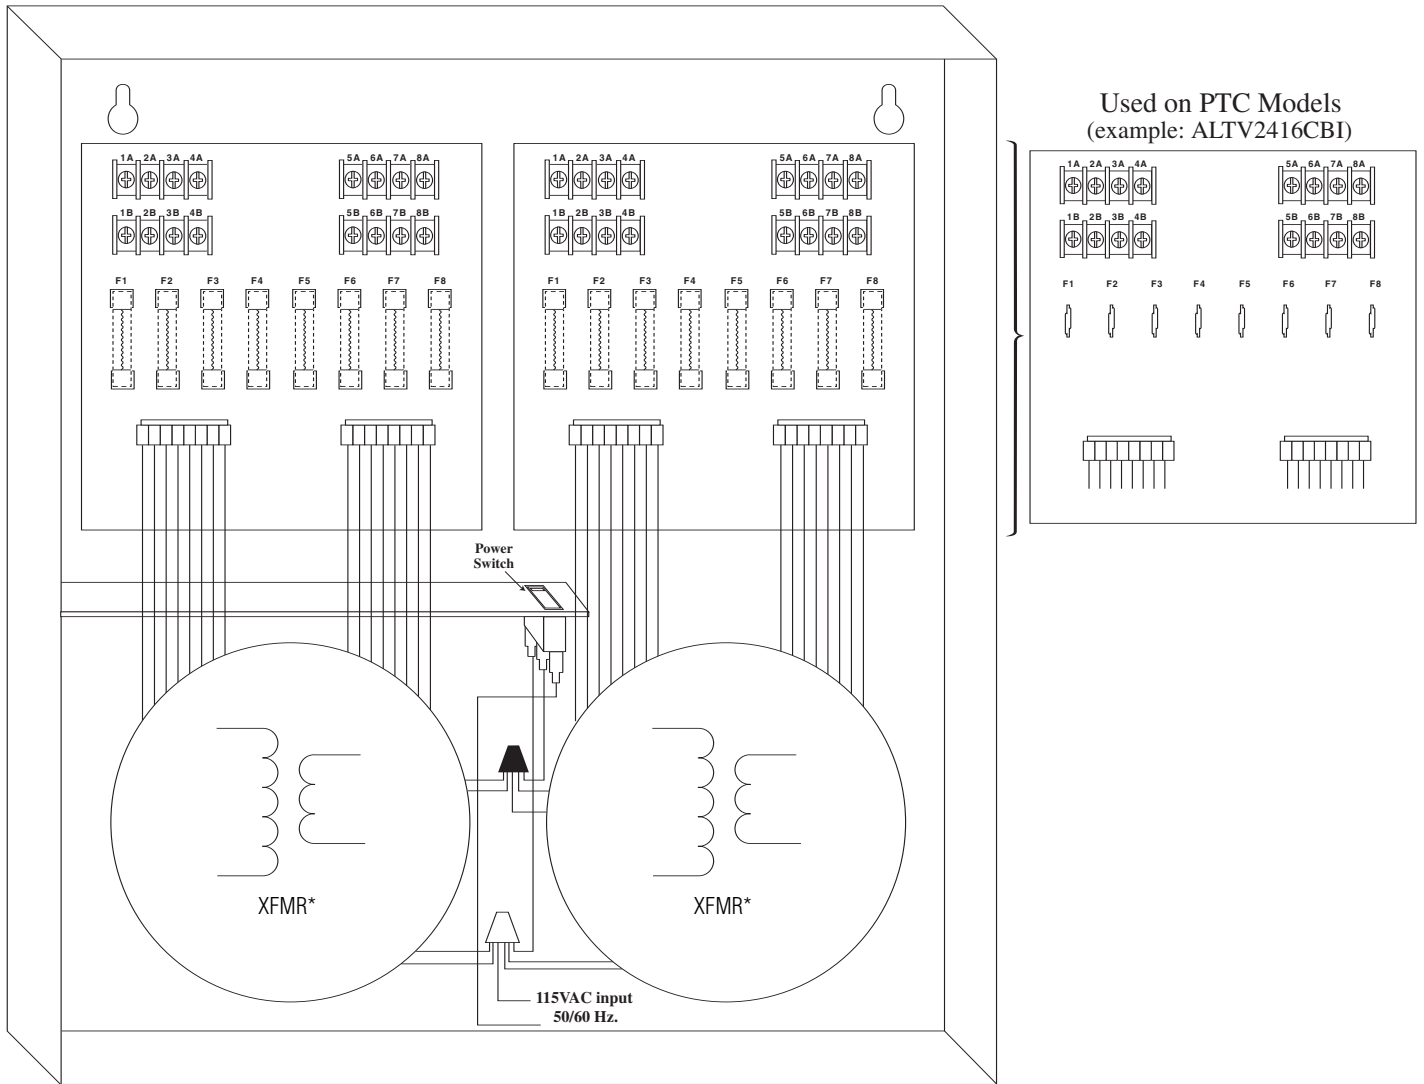 Used on PTC Models
(example: ALTV2416CBI)
1A 2A 3A 4A
5A 6A 7A 8A
1B 2B 3B 4B
5B 6B 7B 8B
F1 F2 F3 F4 F5 F6 F7 F8
1A 2A 3A 4A
5A 6A 7A 8A
1B 2B 3B 4B
5B 6B 7B 8B
F1 F2 F3 F4 F5 F6 F7 F8
1A 2A 3A 4A
5A 6A 7A 8A
1B 2B 3B 4B
5B 6B 7B 8B
F1 F2 F3 F4 F5 F6 F7 F8
Power
Switch
XFMR*
XFMR*
115VAC input
50/60 Hz.